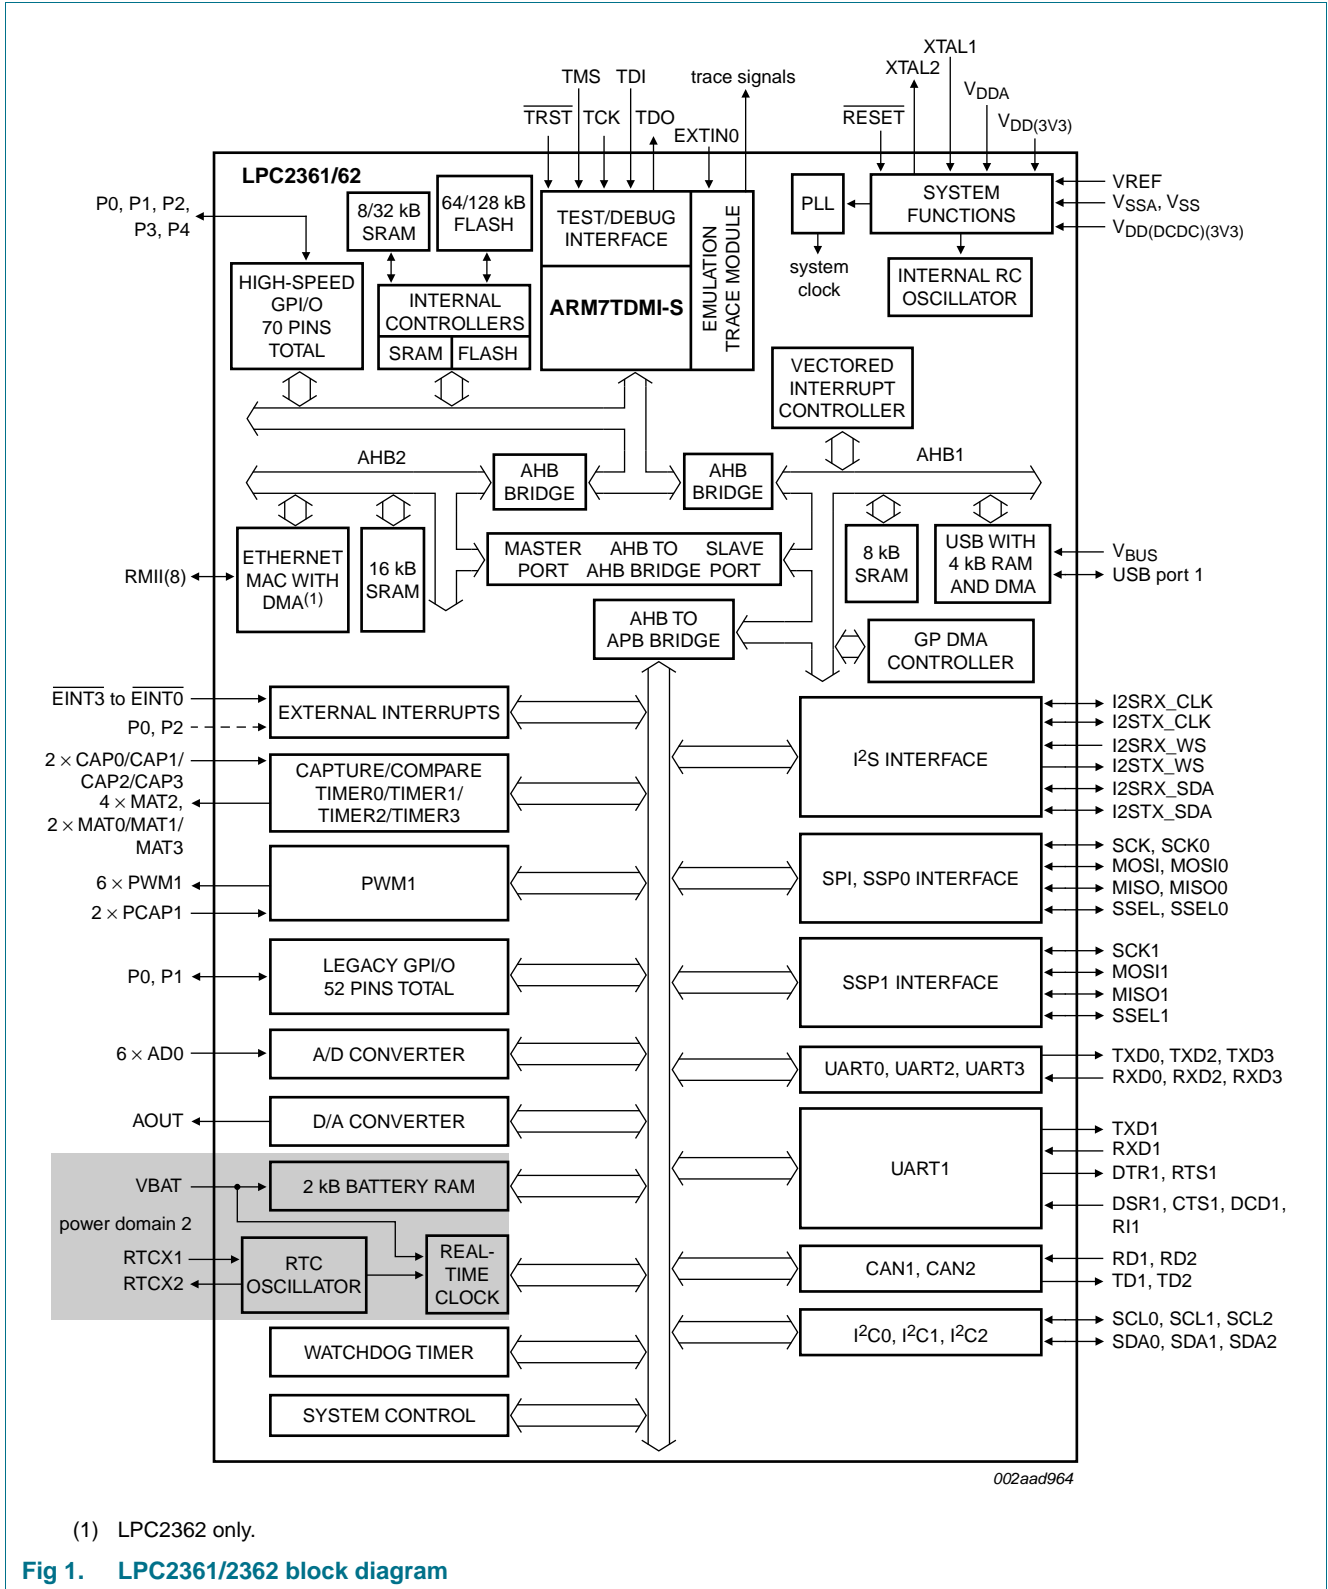 XTAL1
XTAL2
TMS TDI trace signals
VDDA
TRST TCK TDO RESET VDD(3V3)
EXTIN0
LPC2361/62
P0, P1, P2,
P3, P4
8/32 kB
SRAM
64/128 kB
FLASH
TEST/DEBUG
INTERFACE
EMULATION
TRACE MODULE
PLL
SYSTEM
FUNCTIONS
VREF
VSSA, VSS
VDD(DCDC)(3V3)
system
clock
HIGH-SPEED
GPI/O
70 PINS
TOTAL
INTERNAL
CONTROLLERS
SRAM FLASH
ARM7TDMI-S
INTERNAL RC
OSCILLATOR
VECTORED
INTERRUPT
CONTROLLER
AHB2
AHB
BRIDGE
AHB
BRIDGE
AHB1
ETHERNET
MAC WITH
DMA(1)
16 kB
SRAM
MASTER
PORT
AHB TO
AHB BRIDGE
SLAVE
PORT
8 kB
SRAM
USB WITH
4 kB RAM
AND DMA
VBUS
USB port 1
RMII(8)
AHB TO
APB BRIDGE
GP DMA
CONTROLLER
EINT3 to EINT0
P0, P2
EXTERNAL INTERRUPTS
2 × CAP0/CAP1/
CAP2/CAP3
4 × MAT2,
2 × MAT0/MAT1/
MAT3
CAPTURE/COMPARE
TIMER0/TIMER1/
TIMER2/TIMER3
I2S INTERFACE
I2SRX_CLK
I2STX_CLK
I2SRX_WS
I2STX_WS
I2SRX_SDA
I2STX_SDA
6 × PWM1
2 × PCAP1
PWM1
SPI, SSP0 INTERFACE
SCK, SCK0
MOSI, MOSI0
MISO, MISO0
SSEL, SSEL0
P0, P1
LEGACY GPI/O
52 PINS TOTAL
SSP1 INTERFACE
SCK1
MOSI1
MISO1
SSEL1
6 × AD0
A/D CONVERTER
UART0, UART2, UART3
TXD0, TXD2, TXD3
RXD0, RXD2, RXD3
AOUT
D/A CONVERTER
UART1
TXD1
RXD1
DTR1, RTS1
DSR1, CTS1, DCD1,
RI1
VBAT
2 kB BATTERY RAM
power domain 2
RTCX1
RTCX2
RTC
OSCILLATOR
REAL-
TIME
CLOCK
CAN1, CAN2
RD1, RD2
TD1, TD2
I2C0, I2C1, I2C2
SCL0, SCL1, SCL2
SDA0, SDA1, SDA2
WATCHDOG TIMER
SYSTEM CONTROL
002aad964
(1) LPC2362 only.
Fig 1. LPC2361/2362 block diagram